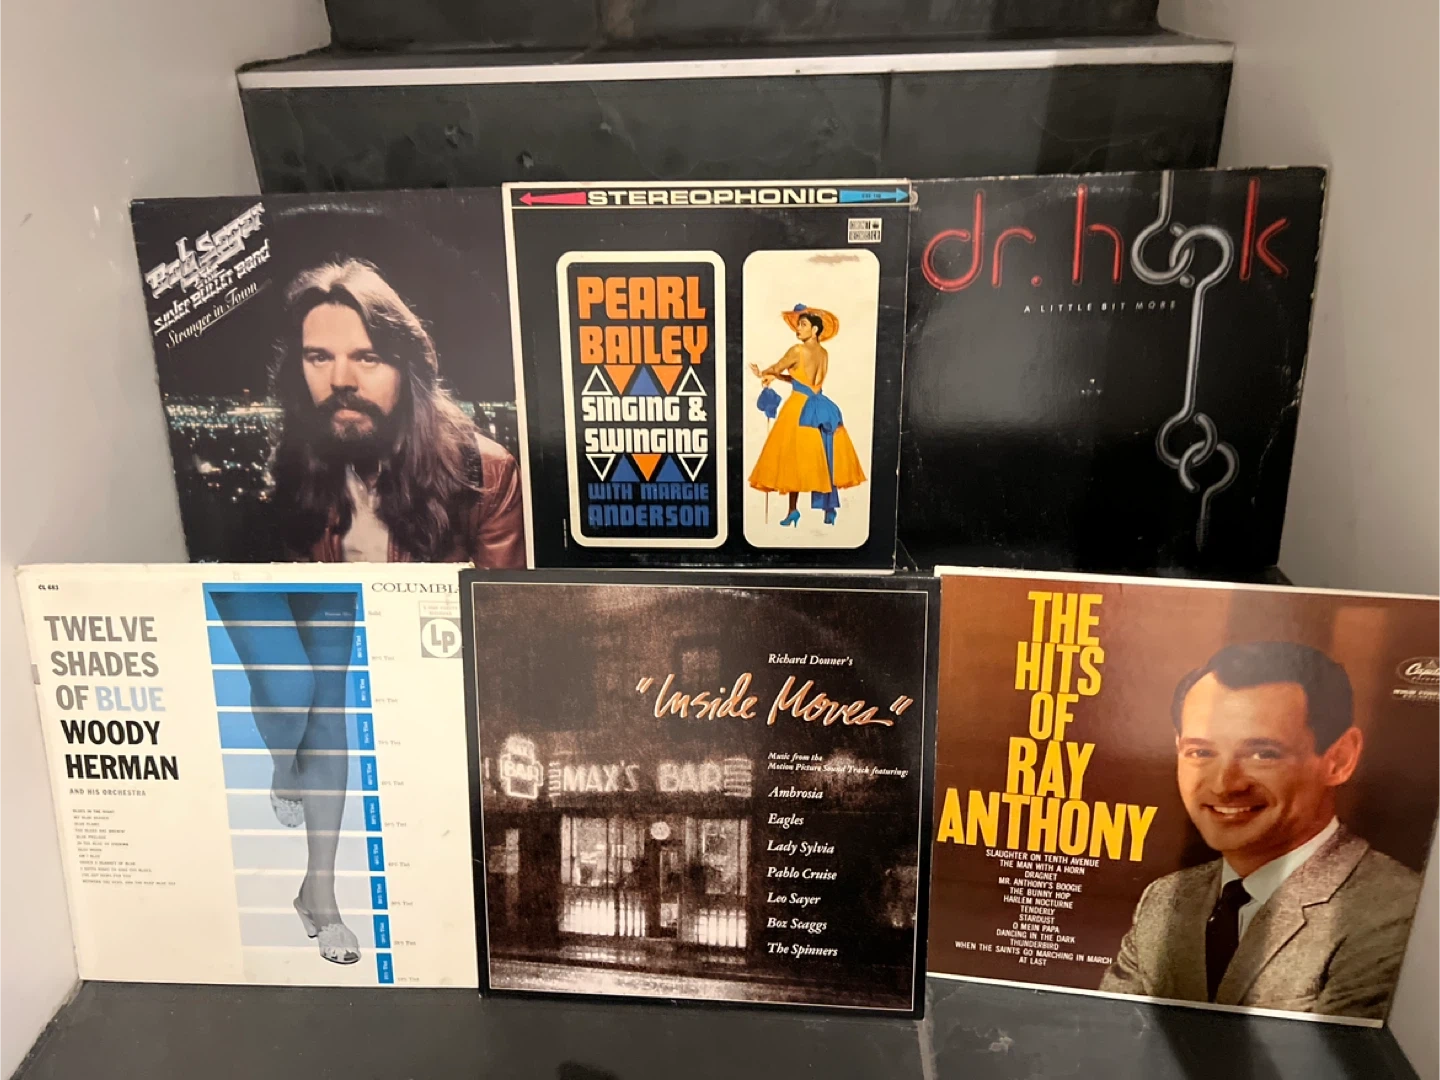 Bob Seger
& THE
SILVER BULLET BAND
Stranger in Town
STEREOPHONIC
PEARL
BAILEY
SINGING &
SWINGING
WITH MARGIE
ANDERSON
dr. hook
A LITTLE BIT MORE
CL 683
COLUMBIA
Lp
TWELVE
SHADES
OF BLUE
WOODY
HERMAN
AND HIS ORCHESTRA
Richard Donner's
"Inside Moves"
Music from the
Motion Picture Sound Track featuring:
BAR
MAX'S BAR
Ambrosia
Eagles
Lady Sylvia
Pablo Cruise
Leo Sayer
Boz Scaggs
The Spinners
THE
HITS
OF
RAY
ANTHONY
Capitol
SLAUGHTER ON TENTH AVENUE
THE MAN WITH A HORN
DRAGNET
MR. ANTHONY'S BOOGIE
THE BUNNY HOP
HARLEM NOCTURNE
TENDERLY
STARDUST
O MEIN PAPA
DANCING IN THE DARK
THUNDERBIRD
WHEN THE SAINTS GO MARCHING IN MARCH
AT LAST